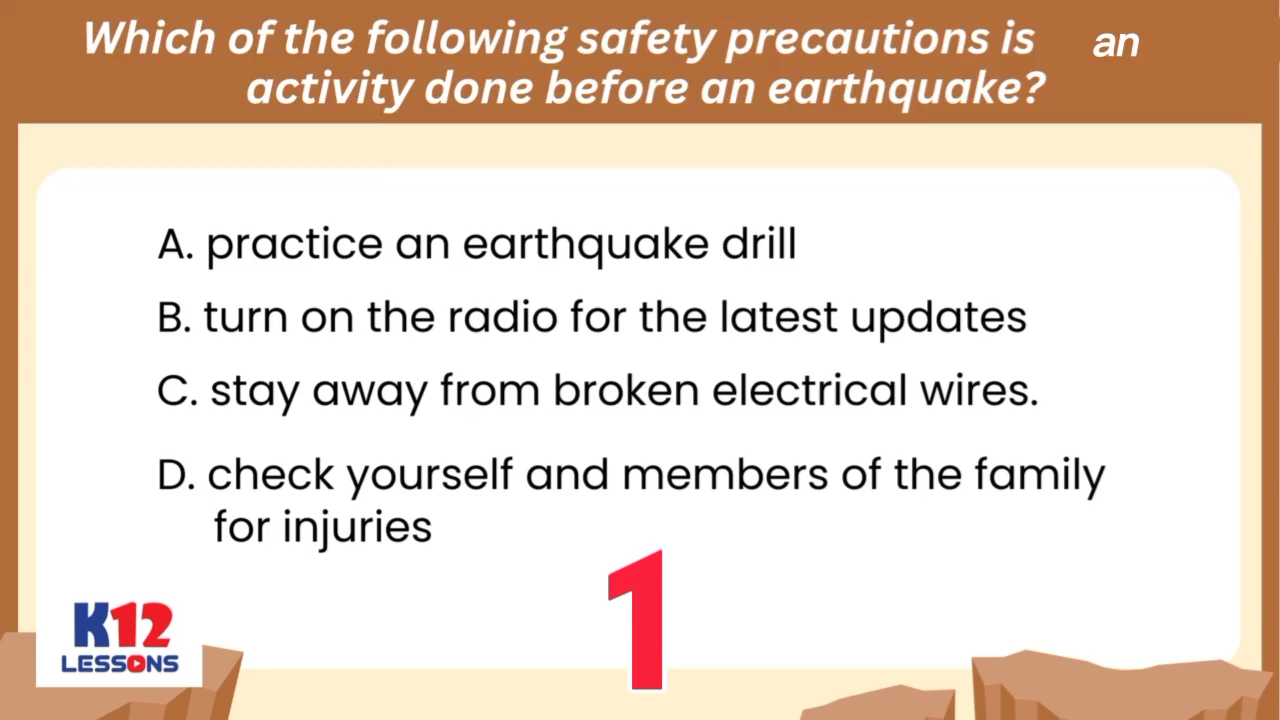 Which of the following safety precautions is an
activity done before an earthquake?
A. practice an earthquake drill
B. turn on the radio for the latest updates
C. stay away from broken electrical wires.
D. check yourself and members of the family
for injuries
1
K12
LESSONS